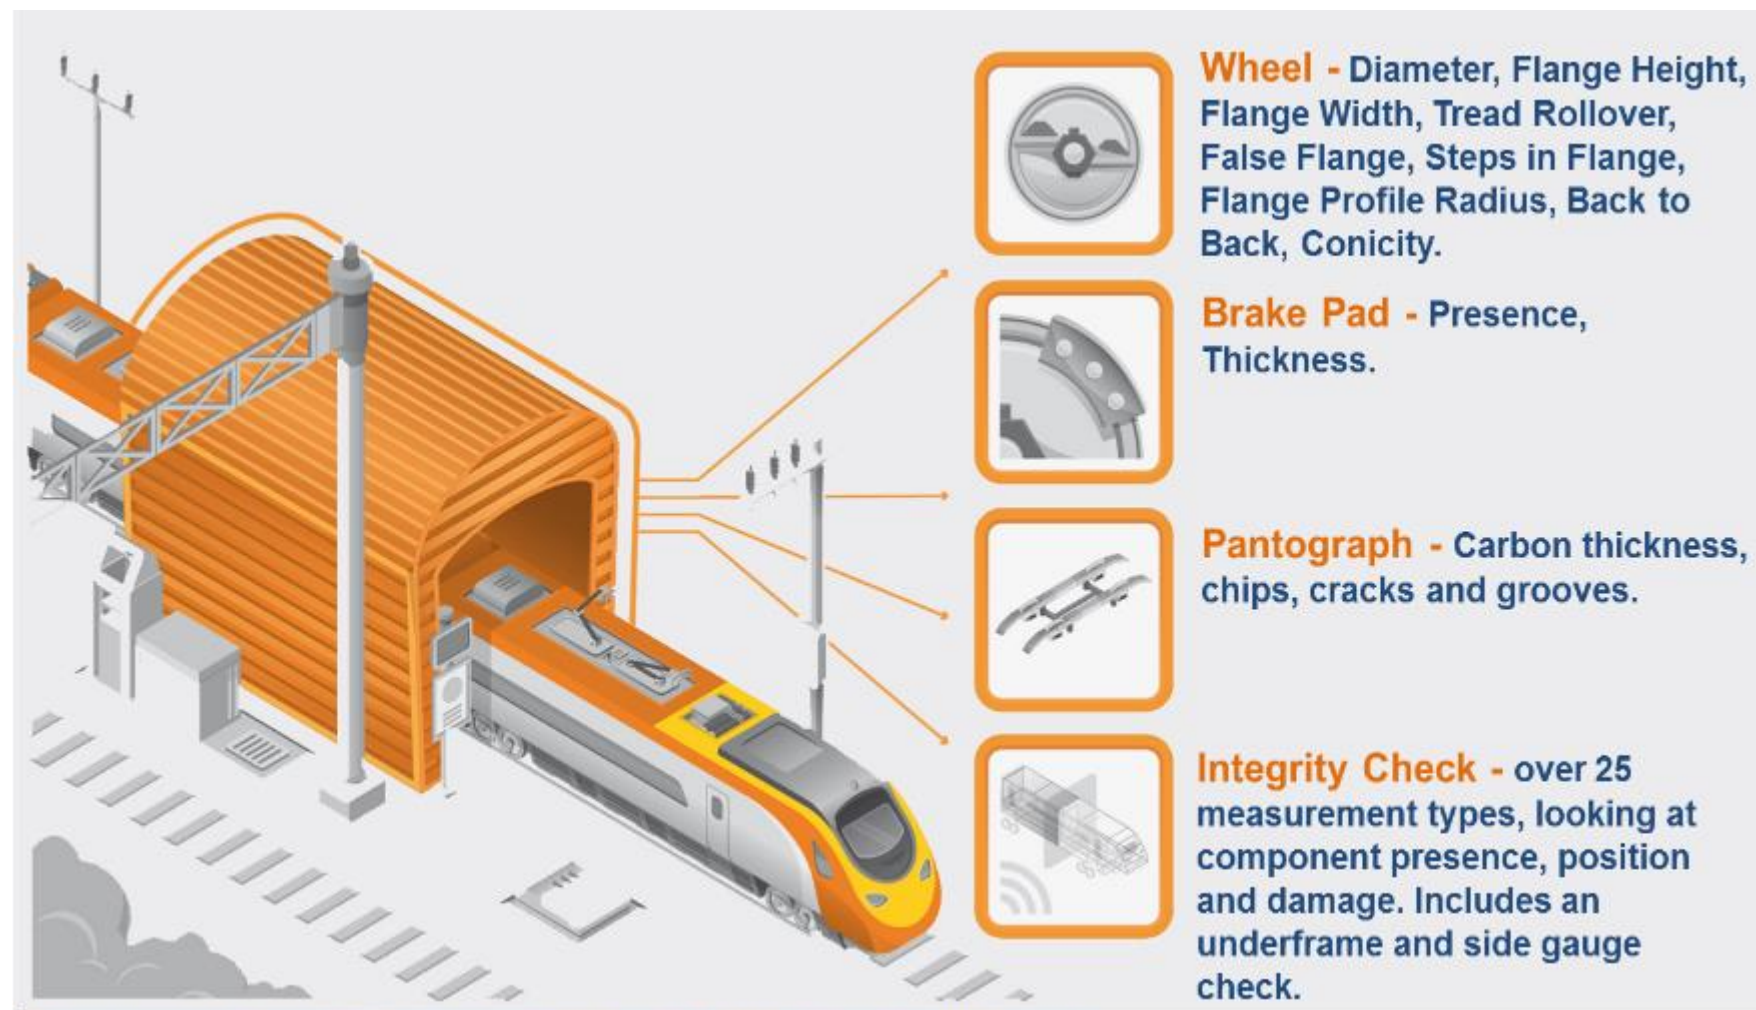 Wheel - Diameter, Flange Height,
Flange Width, Tread Rollover,
False Flange, Steps in Flange,
Flange Profile Radius, Back to
Back, Conicity.
Brake Pad - Presence,
Thickness.
Pantograph - Carbon thickness,
chips, cracks and grooves.
Integrity Check - over 25
measurement types, looking at
component presence, position
and damage. Includes an
underframe and side gauge
check.